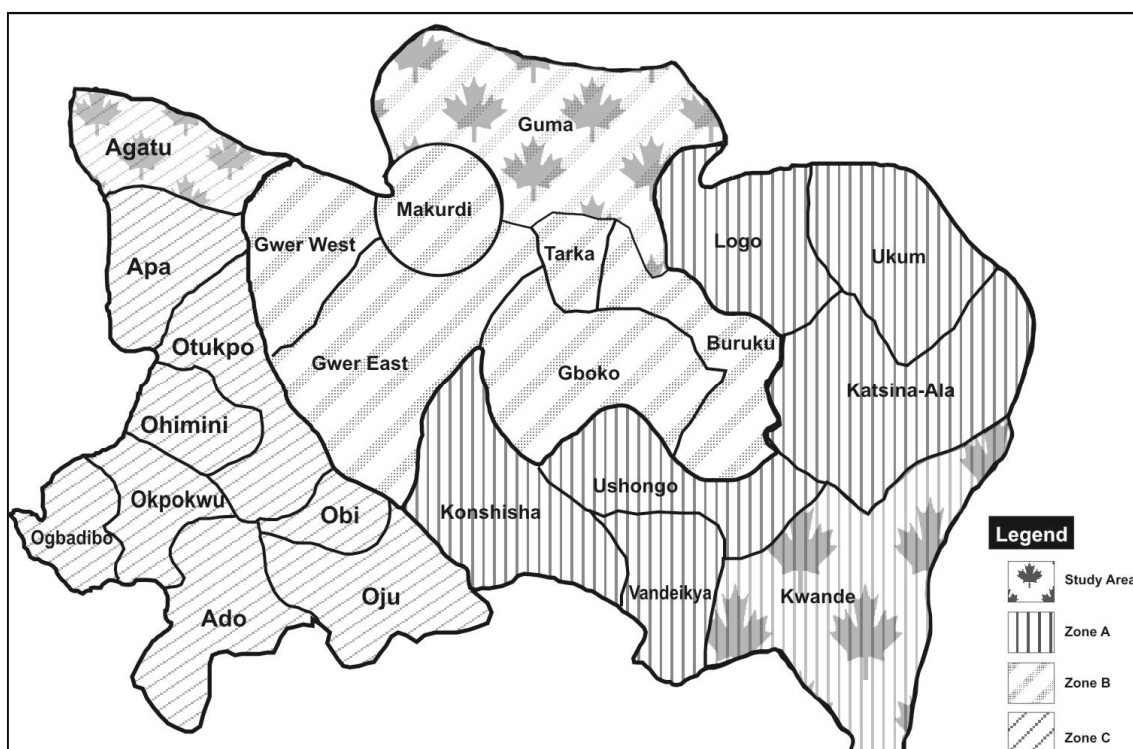 Guma
Agatu
Makurdi
Gwer West
Logo
Tarka
Ukum
Apa
Otukpo
Buruku
Gwer East
Gboko
Katsina-Ala
Ohimini
Ushongo
Okpokwu
Obi
Konshisha
Ogbadibo
Vandeikya
Kwande
Oju
Ado
Legend
Study Area
Zone A
Zone B
Zone C